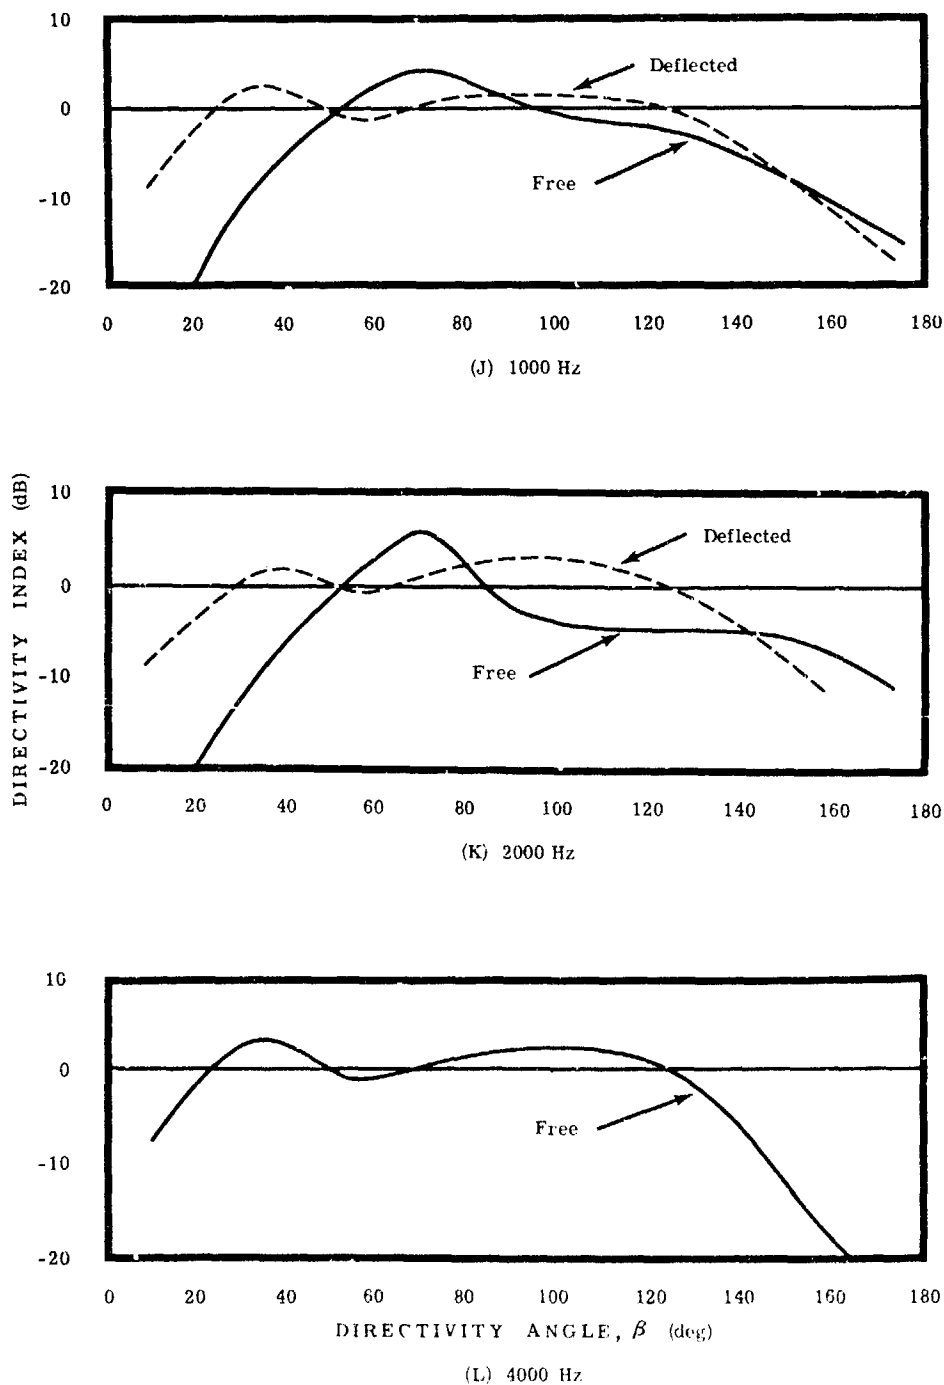 10
Deflected
0
Free
-10
-20
0 20 40 60 80 100 120 140 160 180
(J) 1000 Hz
DIRECTIVITY INDEX (dB)
10
Deflected
0
Free
-10
-20
0 20 40 60 80 100 120 140 160 180
(K) 2000 Hz
10
0
Free
-10
-20
0 20 40 60 80 100 120 140 160 180
DIRECTIVITY ANGLE, β (deg)
(L) 4000 Hz